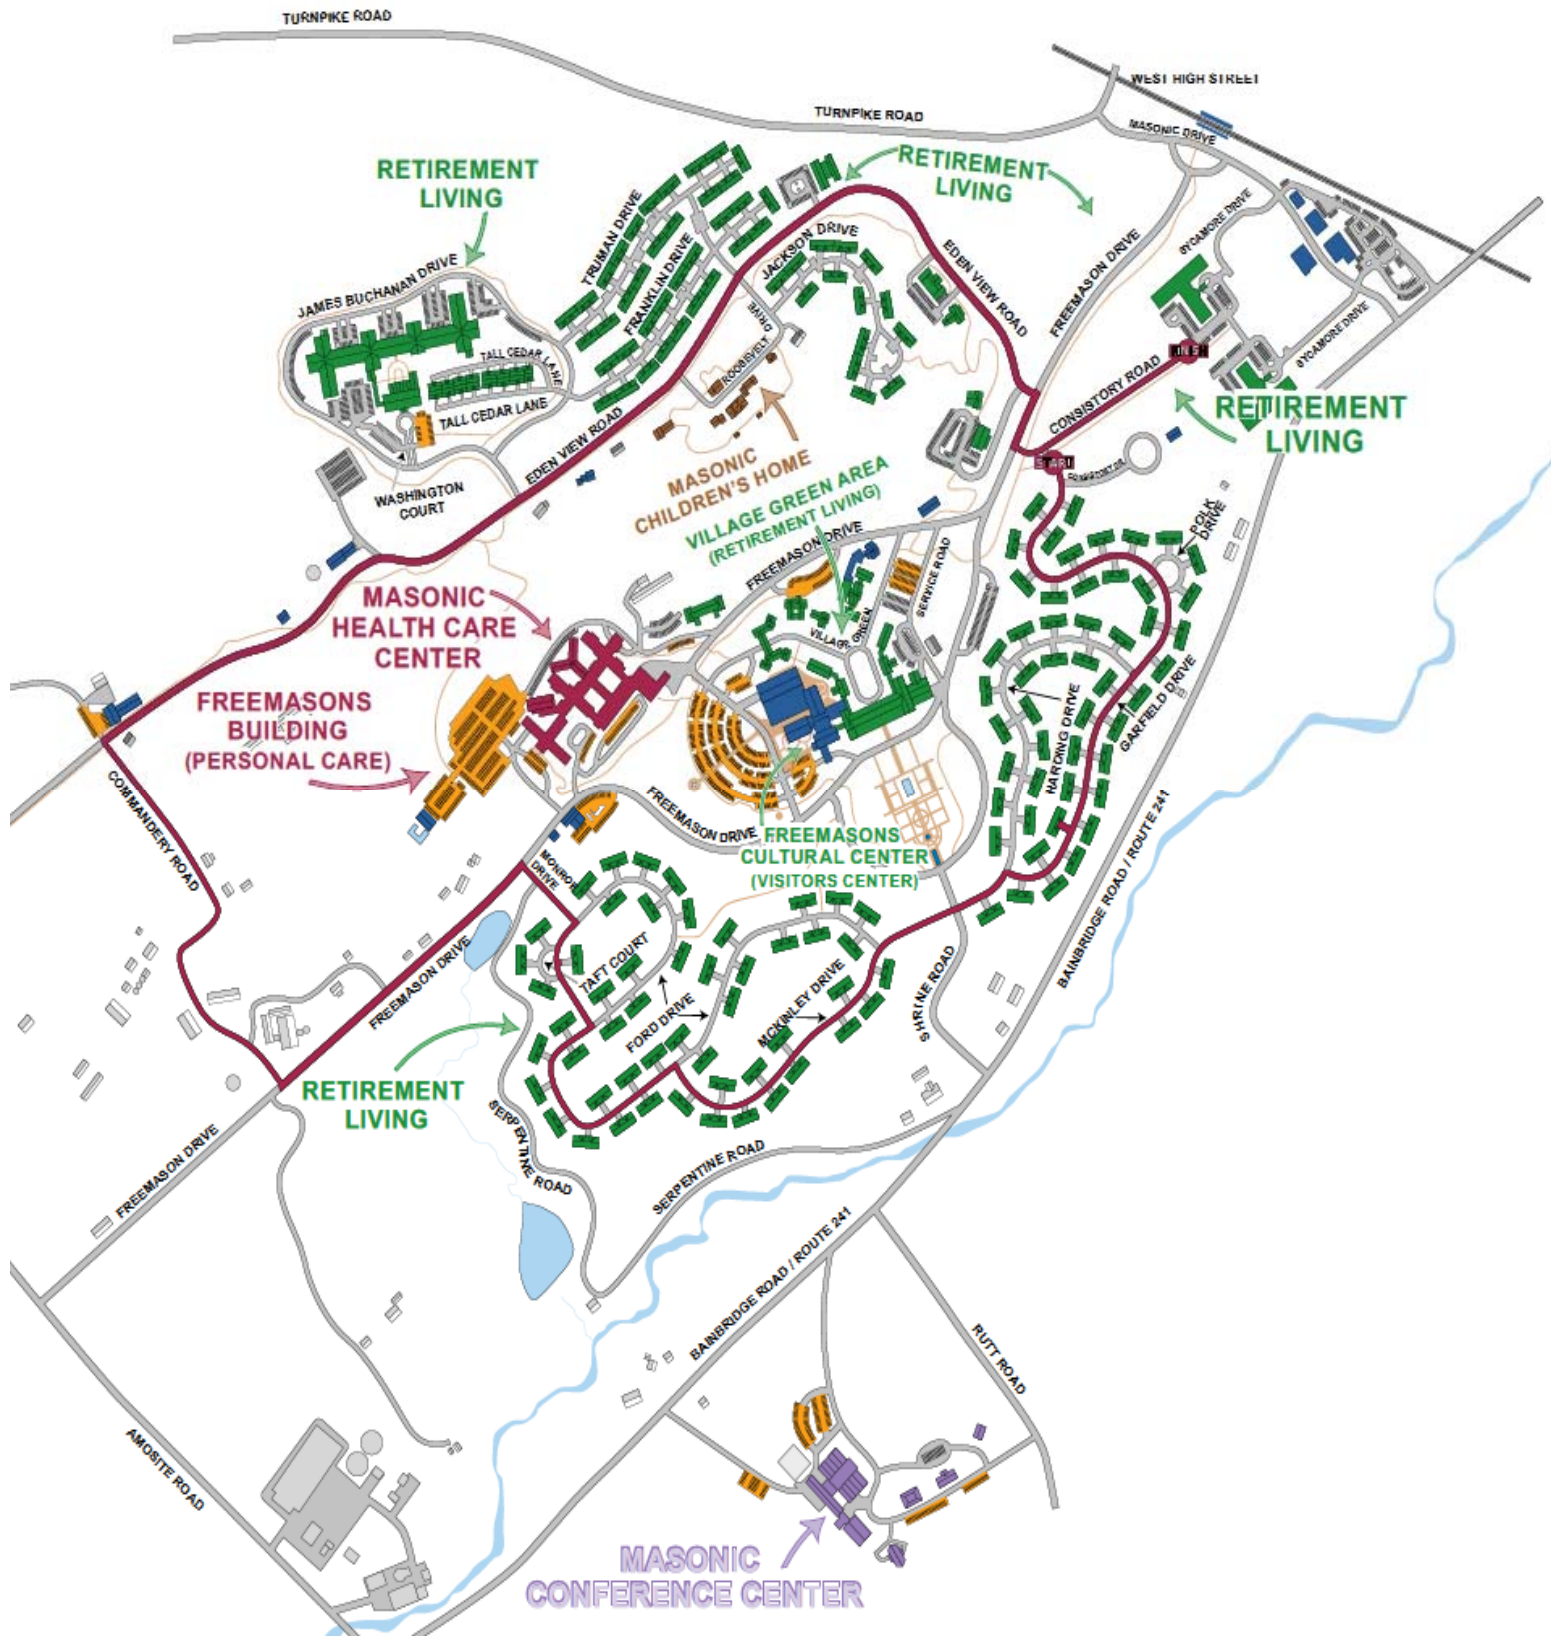 TURNPIKE ROAD
WEST HIGH STREET
TURNPIKE ROAD
MASONIC DRIVE
RETIREMENT
LIVING
RETIREMENT
LIVING
TRUMAN DRIVE
SYCAMORE DRIVE
JACKSON DRIVE
EDEN VIEW ROAD
FREEMASON DRIVE
FRANKLIN DRIVE
JAMES BUCHANAN DRIVE
ROOSEVELT
DRIVE
SYCAMORE DRIVE
TALL CEDAR LANE
TALL CEDAR LANE
FINISH
CONSISTORY ROAD
RETIREMENT
LIVING
EDEN VIEW ROAD
MASONIC
CHILDREN'S HOME
START
CONSISTORY DR.
WASHINGTON
COURT
VILLAGE GREEN AREA
(RETIREMENT LIVING)
POLK
DRIVE
FREEMASON DRIVE
SERVICE ROAD
MASONIC
HEALTH CARE
CENTER
VILLAGE GREEN
FREEMASONS
BUILDING
(PERSONAL CARE)
HARDING DRIVE
GARFIELD DRIVE
COMMANDERY ROAD
FREEMASON DRIVE
FREEMASONS
CULTURAL CENTER
(VISITORS CENTER)
MONROE
DRIVE
BAINBRIDGE ROAD / ROUTE 241
TAFT COURT
FREEMASON DRIVE
FORD DRIVE
MCKINLEY DRIVE
SHRINE ROAD
RETIREMENT
LIVING
SERPENTINE ROAD
SERPENTINE ROAD
FREEMASON DRIVE
BAINBRIDGE ROAD / ROUTE 241
RUTT ROAD
AMOSITE ROAD
MASONIC
CONFERENCE CENTER